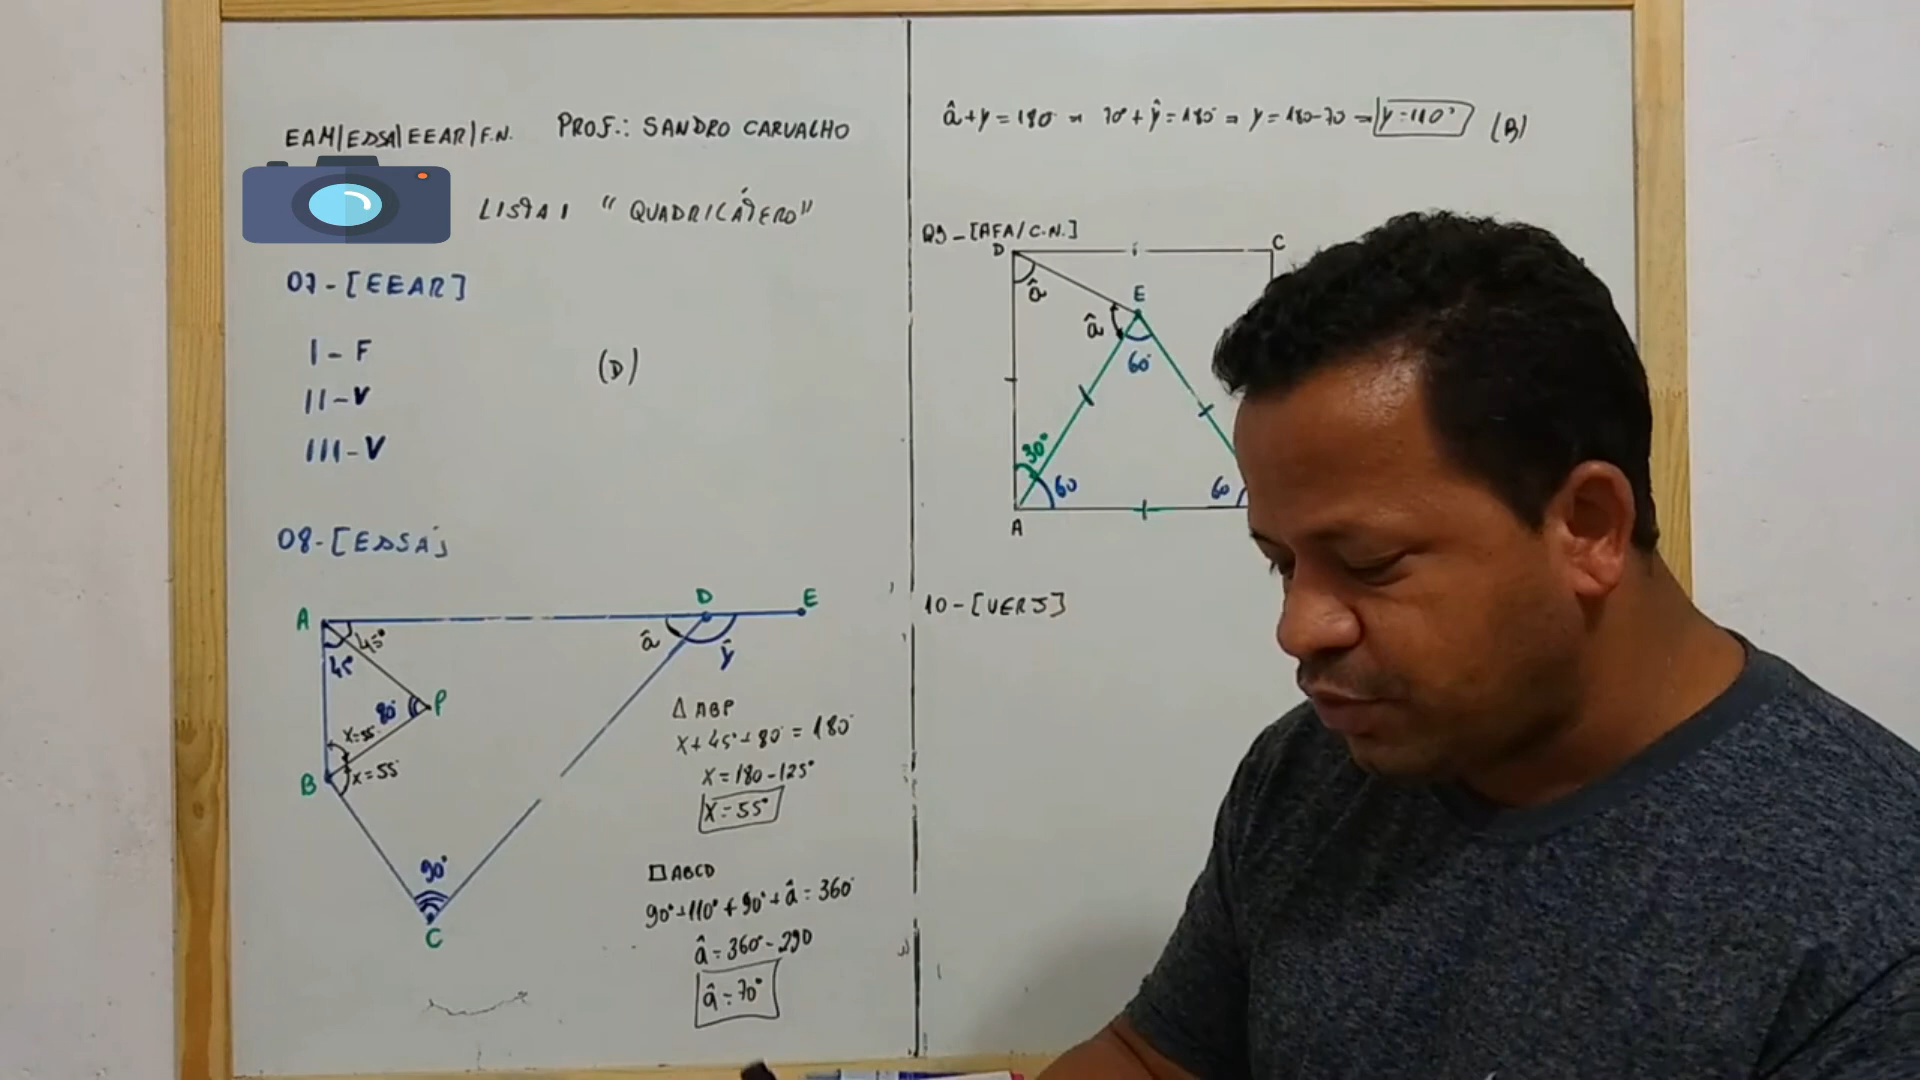 EAM/EDSA/EEAR/F.N. PROF.: SANDRO CARVALHO
LISTA 1 "QUADRILÁTERO"
07-[EEAR]
I-F
(D)
II-V
III-V
08-[EDSA]
A
D
E
45°
45°
â
ŷ
80°
P
x=55°
B
x=55
90°
C
Δ ABP
x+45°+80°=180°
x=180-125°
x=55°
□ ABCD
90°+110°+90°+â=360°
â=360°-290
â=70°
â+y=180 ⇒ 70°+ŷ=180° ⇒ y=180-70 ⇒ y=110° (B)
09-[AFA/C.N.]
D
C
â
E
â
60°
30°
60
60
A
10-[UERJ]